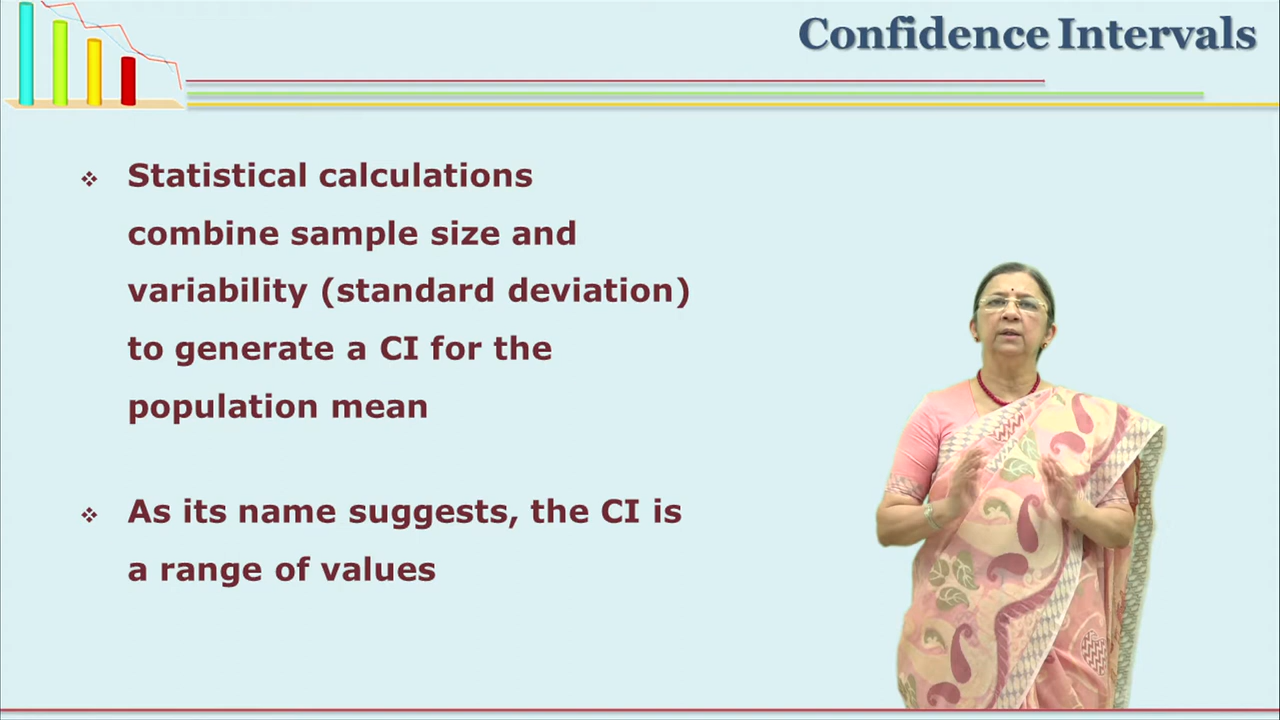 Confidence Intervals
❖ Statistical calculations
combine sample size and
variability (standard deviation)
to generate a CI for the
population mean
❖ As its name suggests, the CI is
a range of values